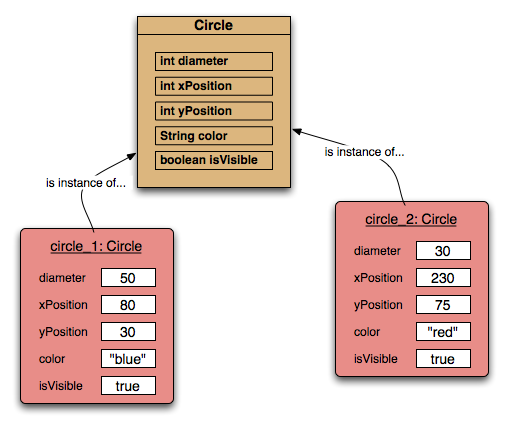 Circle
int diameter
int xPosition
int yPosition
String color
boolean isVisible
is instance of...
is instance of...
circle_1: Circle
diameter 50
xPosition 80
yPosition 30
color "blue"
isVisible true
circle_2: Circle
diameter 30
xPosition 230
yPosition 75
color "red"
isVisible true